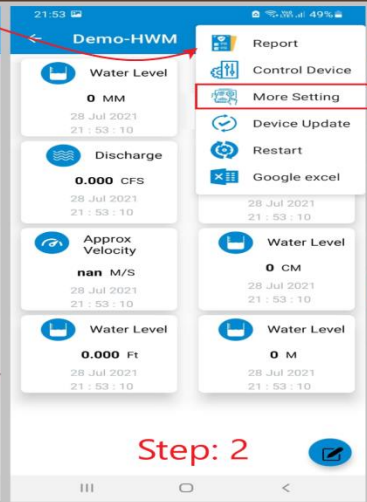 21:53 49%
Demo-HWM
Report
Control Device
More Setting
Device Update
Restart
Google excel
Water Level
0 MM
28 Jul 2021
21 : 53 : 10
Discharge
0.000 CFS
28 Jul 2021
21 : 53 : 10
28 Jul 2021
21 : 53 : 10
Approx
Velocity
nan M/S
28 Jul 2021
21 : 53 : 10
Water Level
0 CM
28 Jul 2021
21 : 53 : 10
Water Level
0.000 Ft
28 Jul 2021
21 : 53 : 10
Water Level
0 M
28 Jul 2021
21 : 53 : 10
Step: 2